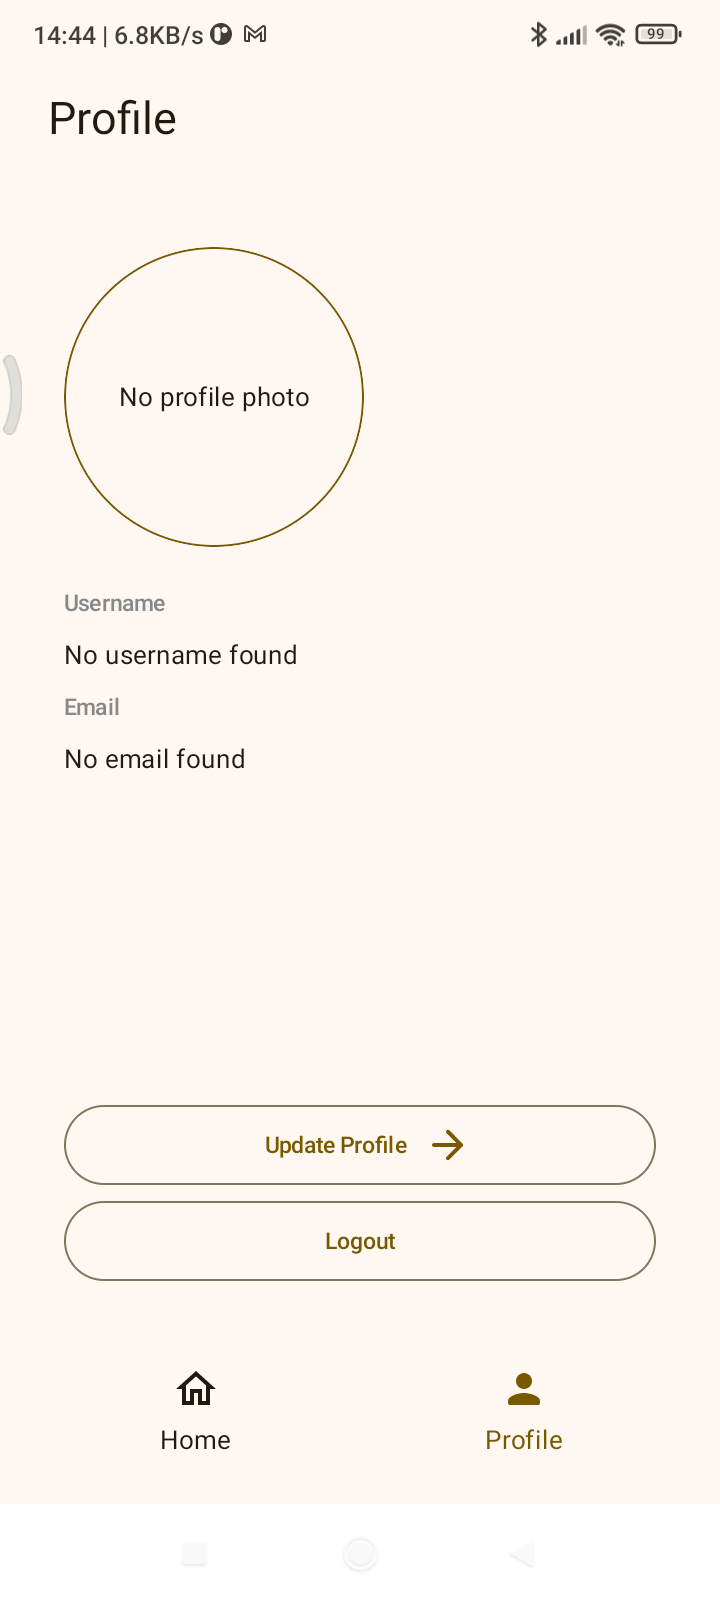 14:44 | 6.8KB/s
99
Profile
No profile photo
Username
No username found
Email
No email found
Update Profile
Logout
Home
Profile